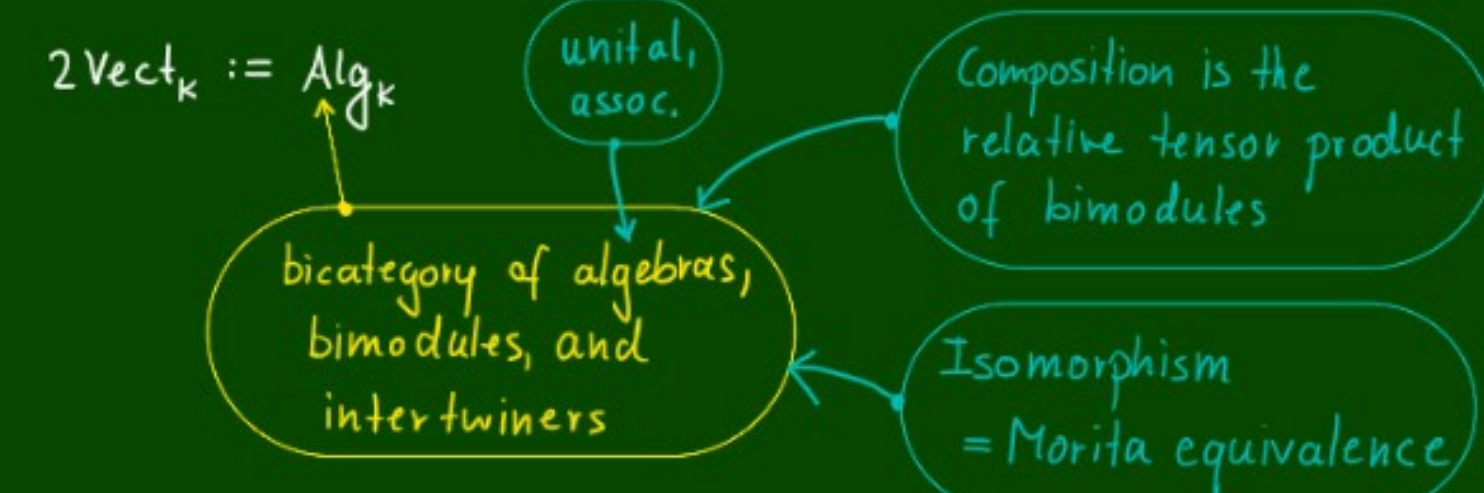 2Vect_k := Alg_k
unital,
assoc.
Composition is the
relative tensor product
of bimodules
bicategory of algebras,
bimodules, and
intertwiners
Isomorphism
= Morita equivalence